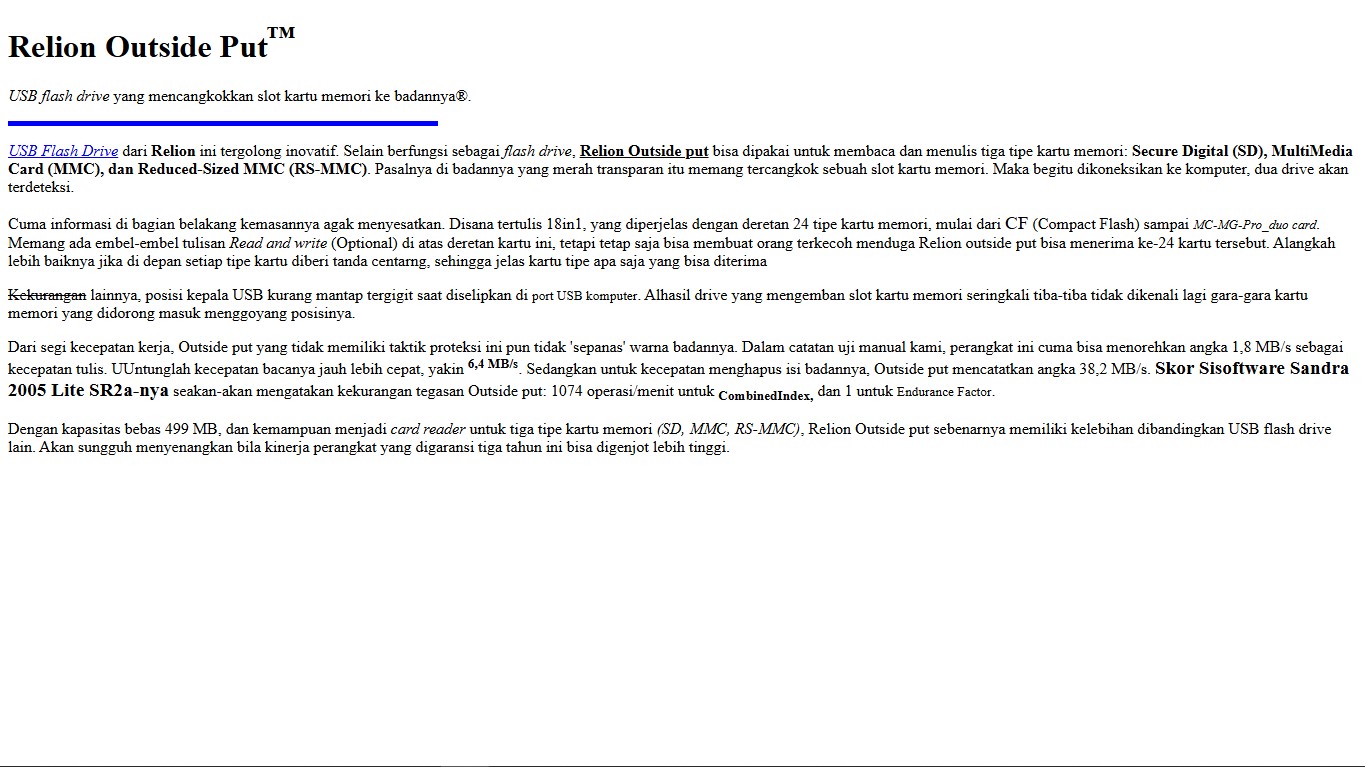 Relion Outside Put™
USB flash drive yang mencangkokkan slot kartu memori ke badannya®.
USB Flash Drive dari Relion ini tergolong inovatif. Selain berfungsi sebagai flash drive, Relion Outside put bisa dipakai untuk membaca dan menulis tiga tipe kartu memori: Secure Digital (SD), MultiMedia
Card (MMC), dan Reduced-Sized MMC (RS-MMC). Pasalnya di badannya yang merah transparan itu memang tercangkok sebuah slot kartu memori. Maka begitu dikoneksikan ke komputer, dua drive akan
terdeteksi.
Cuma informasi di bagian belakang kemasannya agak menyesatkan. Disana tertulis 18in1, yang diperjelas dengan deretan 24 tipe kartu memori, mulai dari CF (Compact Flash) sampai MC-MG-Pro_duo card.
Memang ada embel-embel tulisan Read and write (Optional) di atas deretan kartu ini, tetapi tetap saja bisa membuat orang terkecoh menduga Relion outside put bisa menerima ke-24 kartu tersebut. Alangkah
lebih baiknya jika di depan setiap tipe kartu diberi tanda centarng, sehingga jelas kartu tipe apa saja yang bisa diterima
Kekurangan lainnya, posisi kepala USB kurang mantap tergigit saat diselipkan di port USB komputer. Alhasil drive yang mengemban slot kartu memori seringkali tiba-tiba tidak dikenali lagi gara-gara kartu
memori yang didorong masuk menggoyang posisinya.
Dari segi kecepatan kerja, Outside put yang tidak memiliki taktik proteksi ini pun tidak 'sepanas' warna badannya. Dalam catatan uji manual kami, perangkat ini cuma bisa menorehkan angka 1,8 MB/s sebagai
kecepatan tulis. UUntunglah kecepatan bacanya jauh lebih cepat, yakin 6,4 MB/s. Sedangkan untuk kecepatan menghapus isi badannya, Outside put mencatatkan angka 38,2 MB/s. Skor Sisoftware Sandra
2005 Lite SR2a-nya seakan-akan mengatakan kekurangan tegasan Outside put: 1074 operasi/menit untuk CombinedIndex, dan 1 untuk Endurance Factor.
Dengan kapasitas bebas 499 MB, dan kemampuan menjadi card reader untuk tiga tipe kartu memori (SD, MMC, RS-MMC), Relion Outside put sebenarnya memiliki kelebihan dibandingkan USB flash drive
lain. Akan sungguh menyenangkan bila kinerja perangkat yang digaransi tiga tahun ini bisa digenjot lebih tinggi.